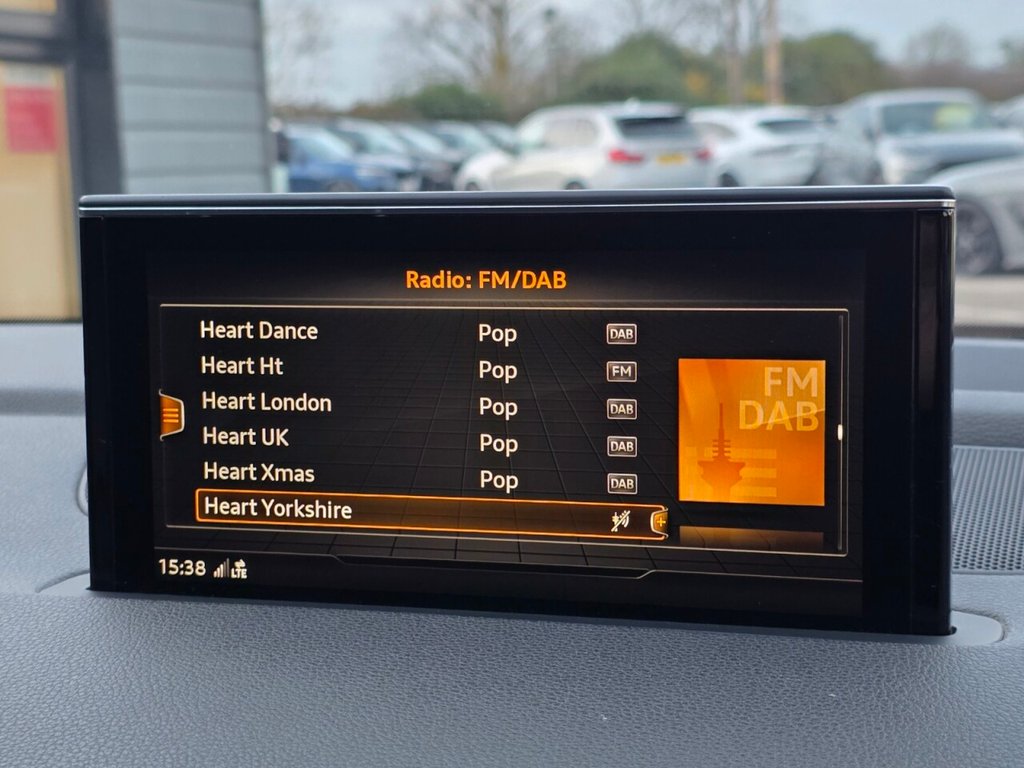 Radio: FM/DAB
Heart Dance Pop DAB
Heart Ht Pop FM
Heart London Pop DAB
Heart UK Pop DAB
Heart Xmas Pop DAB
Heart Yorkshire
FM
DAB
15:38 LTE